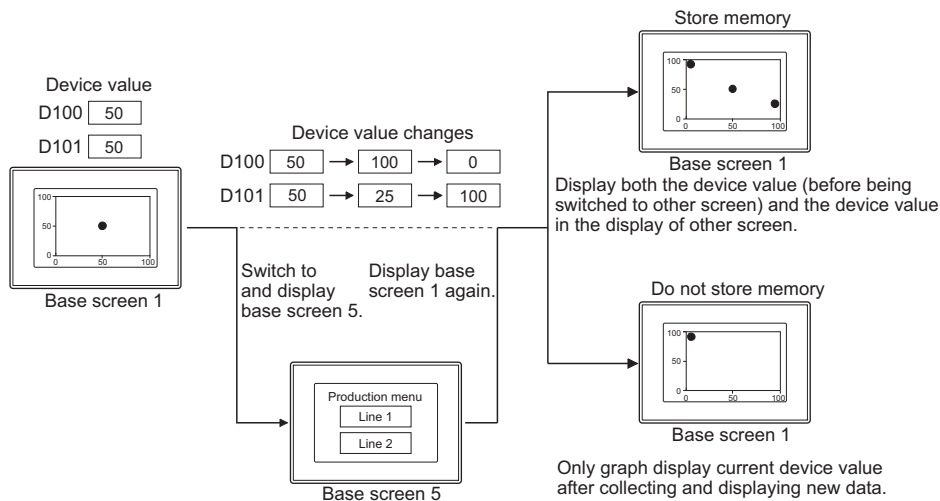 Device value
D100 50
D101 50
100
50
0
0 50 100
Base screen 1
Device value changes
D100 50 100 0
D101 50 25 100
Switch to
and display
base screen 5.
Display base
screen 1 again.
Production menu
Line 1
Line 2
Base screen 5
Store memory
100
50
0
0 50 100
Base screen 1
Display both the device value (before being
switched to other screen) and the device value
in the display of other screen.
Do not store memory
100
50
0
0 50 100
Base screen 1
Only graph display current device value
after collecting and displaying new data.